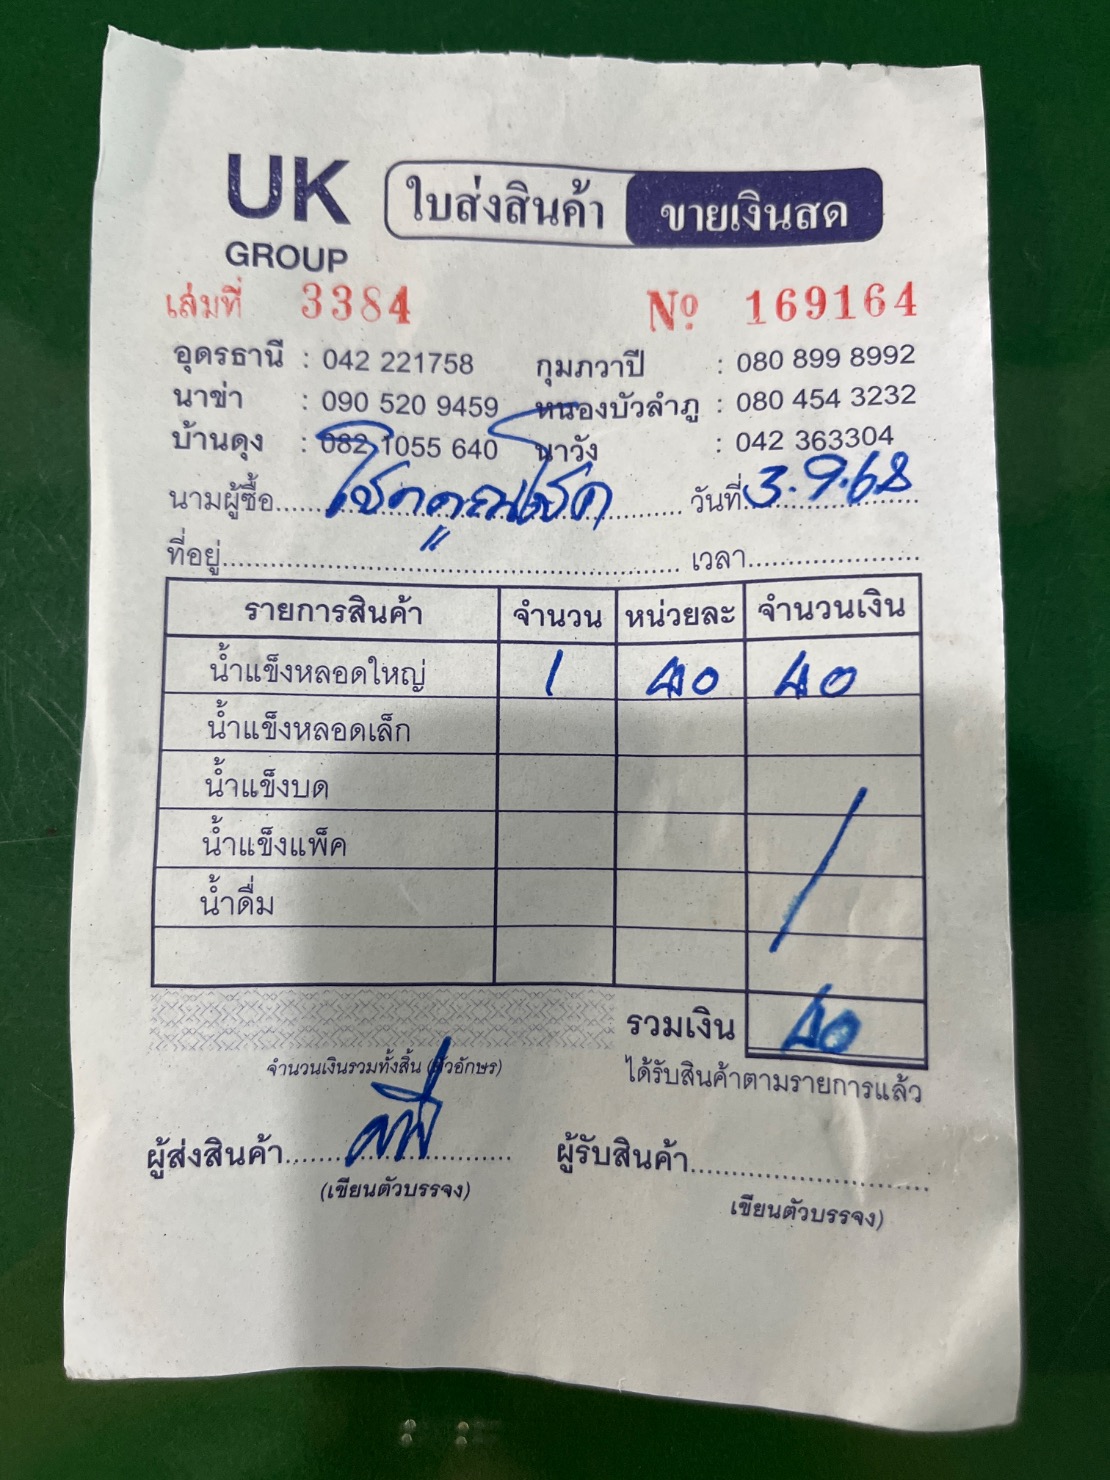 UK
GROUP
ใบส่งสินค้า ขายเงินสด
เล่มที่ 3384 Nº 169164
อุดรธานี : 042 221758 กุมภวาปี : 080 899 8992
นาข่า : 090 520 9459 หนองบัวลำภู : 080 454 3232
บ้านดุง : 082 1055 640 นาวัง : 042 363304
นามผู้ซื้อ โชคคูณโชค วันที่ 3.9.68
ที่อยู่ เวลา
รายการสินค้า จำนวน หน่วยละ จำนวนเงิน
น้ำแข็งหลอดใหญ่ 1 40 40
น้ำแข็งหลอดเล็ก
น้ำแข็งบด
น้ำแข็งแพ็ค
น้ำดื่ม
รวมเงิน 40
จำนวนเงินรวมทั้งสิ้น (ตัวอักษร) ได้รับสินค้าตามรายการแล้ว
ผู้ส่งสินค้า ผู้รับสินค้า
(เขียนตัวบรรจง) เขียนตัวบรรจง)